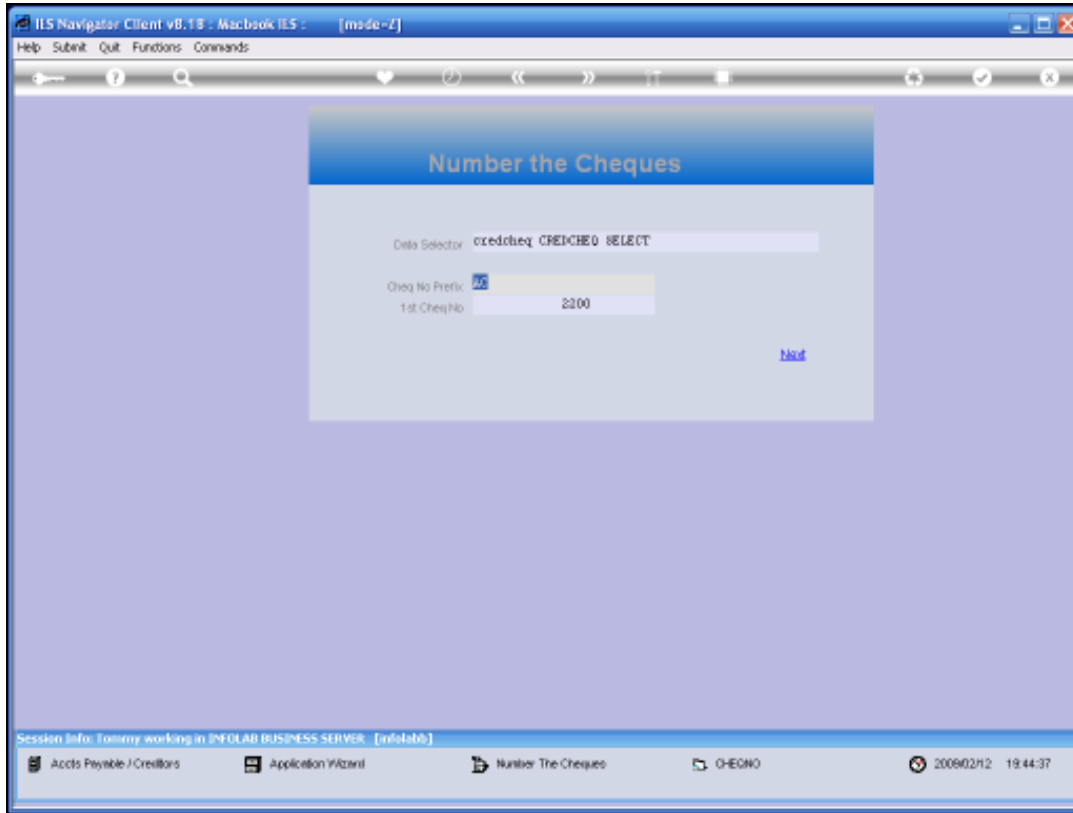 IES Navigator Client v8.18 : Macbook IES : [mode-Z]
Help Submit Quit Functions Commands
Number the Cheques
Data Selector credcheq CREDCHEQ SELECT
Cheq No Prefix AC
1st Cheq No 2200
Next
Session Info: Tommy working in INFOLAB BUSINESS SERVER [infolabb]
Accts Payable / Creditors Application Wizard Number The Cheques CHEQNO 2009/02/12 19:44:37